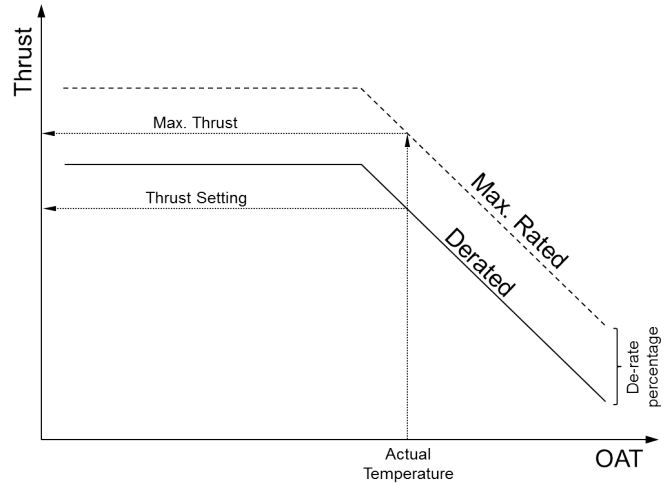 Thrust
Max. Thrust
Thrust Setting
Max. Rated
Derated
De-rate
percentage
Actual
Temperature
OAT